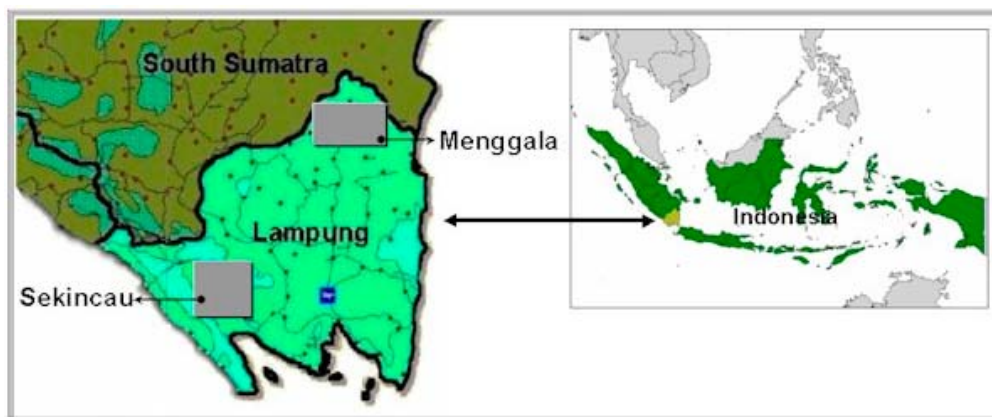 South Sumatra
Menggala
Lampung
Indonesia
Sekincau